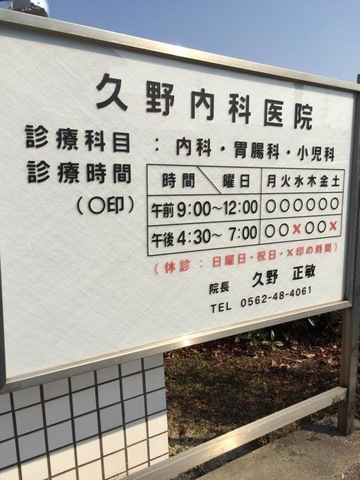 久野内科医院
診療科目：内科・胃腸科・小児科
診療時間
（○印）
時間 曜日 月火水木金土
午前 9:00〜12:00 ○○○○○○
午後 4:30〜 7:00 ○○×○○×
（休診：日曜日・祝日・×印の時間）
院長 久野 正敏
TEL 0562-48-4061